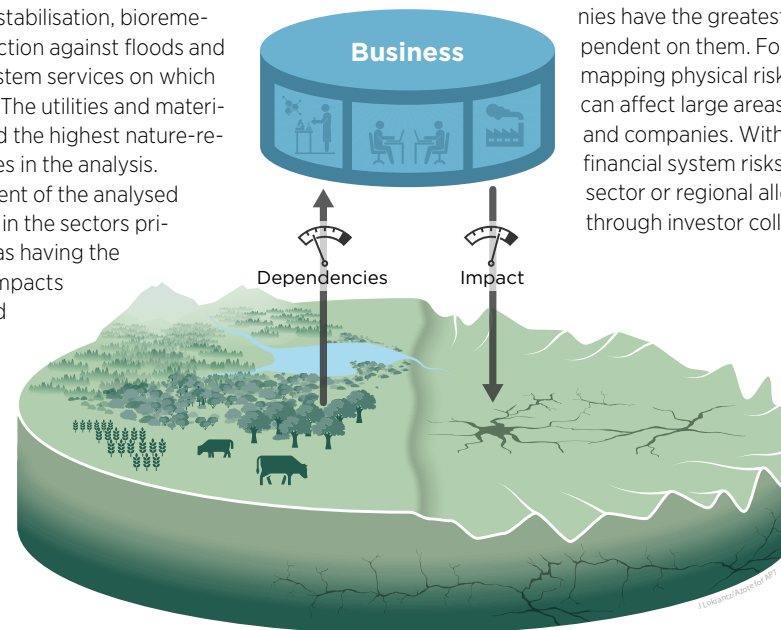 stabilisation, bioreme-
ction against floods and
stem services on which
The utilities and materi-
d the highest nature-re-
es in the analysis.
ent of the analysed
in the sectors pri-
as having the
mpacts
d
Business
Dependencies
Impact
nies have the greatest
pendent on them. Fo
mapping physical risk
can affect large areas
and companies. With
financial system risks
sector or regional allo
through investor coll
J Lokrantz/Azote for AP7